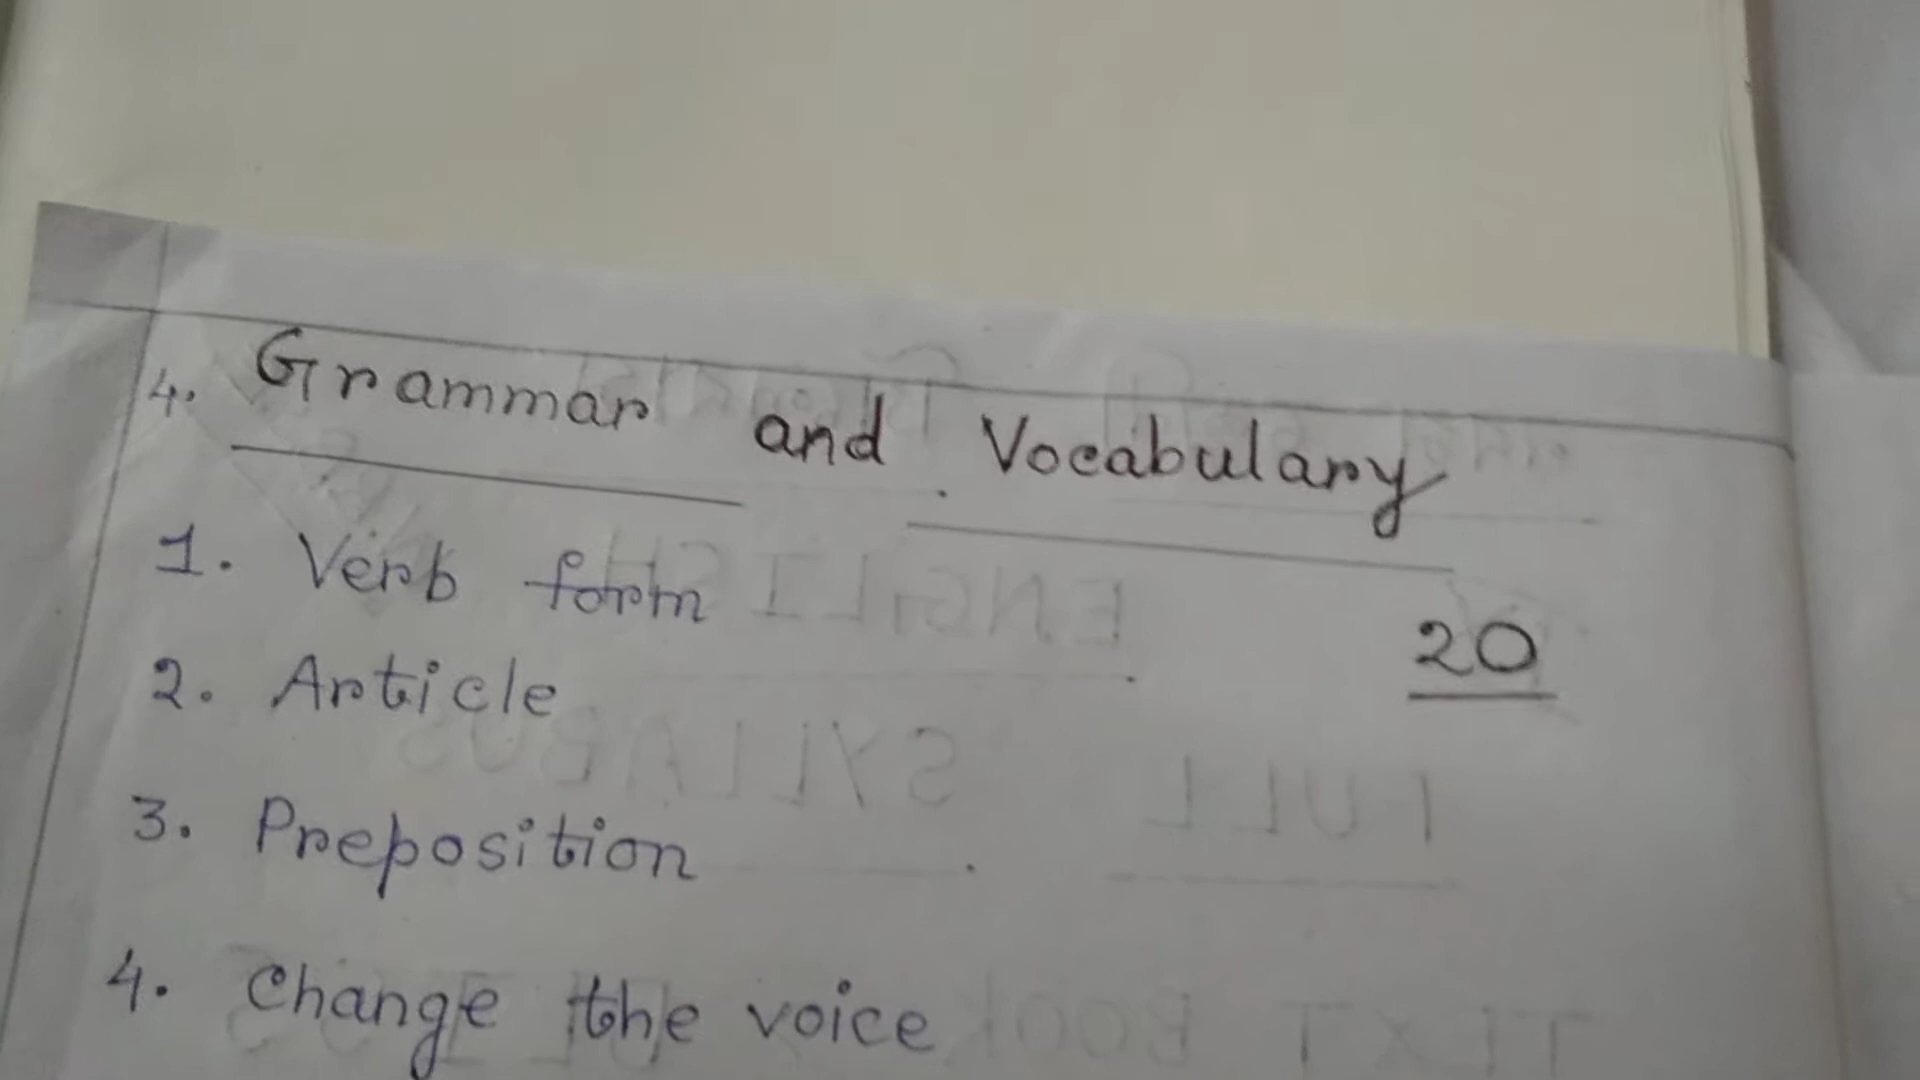 4. Grammar and Vocabulary
1. Verb form
20
2. Article
3. Preposition
4. Change the voice